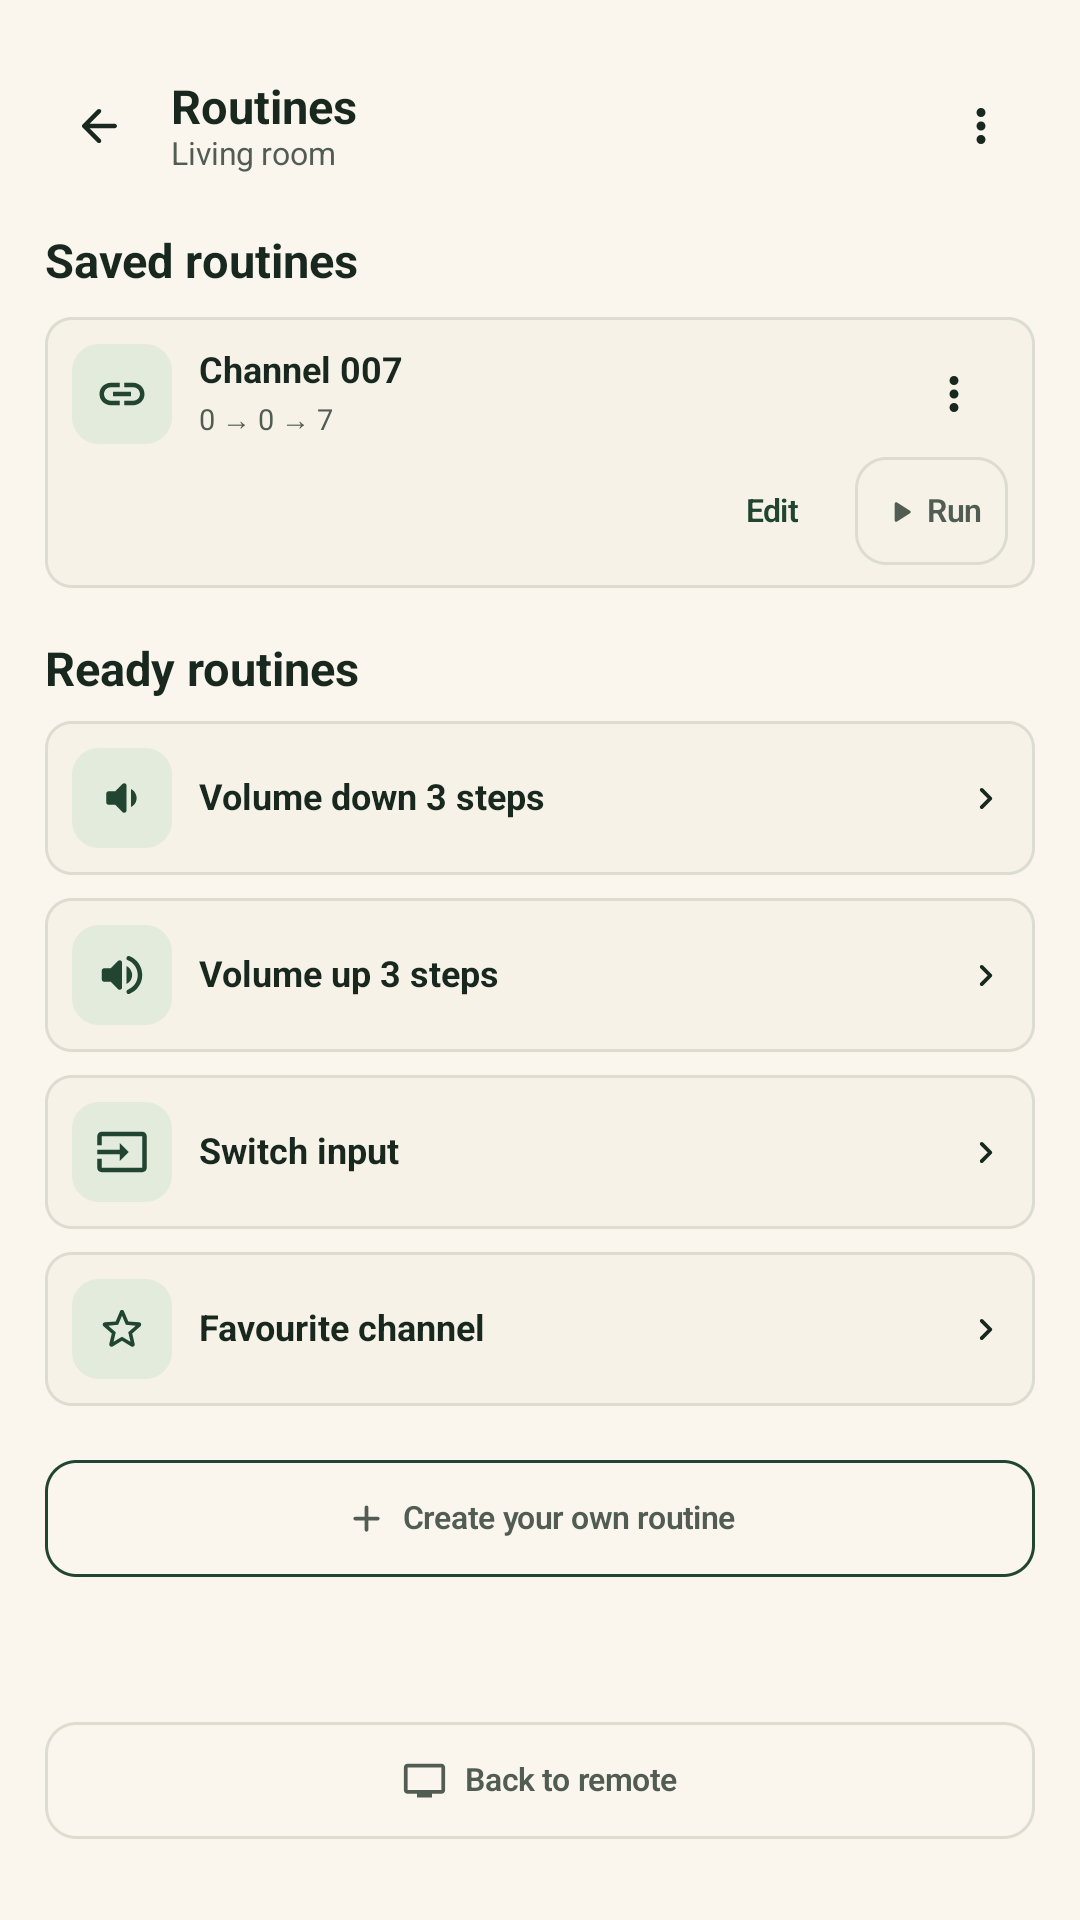 Routines
Living room
Saved routines
Channel 007
0 → 0 → 7
Edit
Run
Ready routines
Volume down 3 steps
Volume up 3 steps
Switch input
Favourite channel
Create your own routine
Back to remote